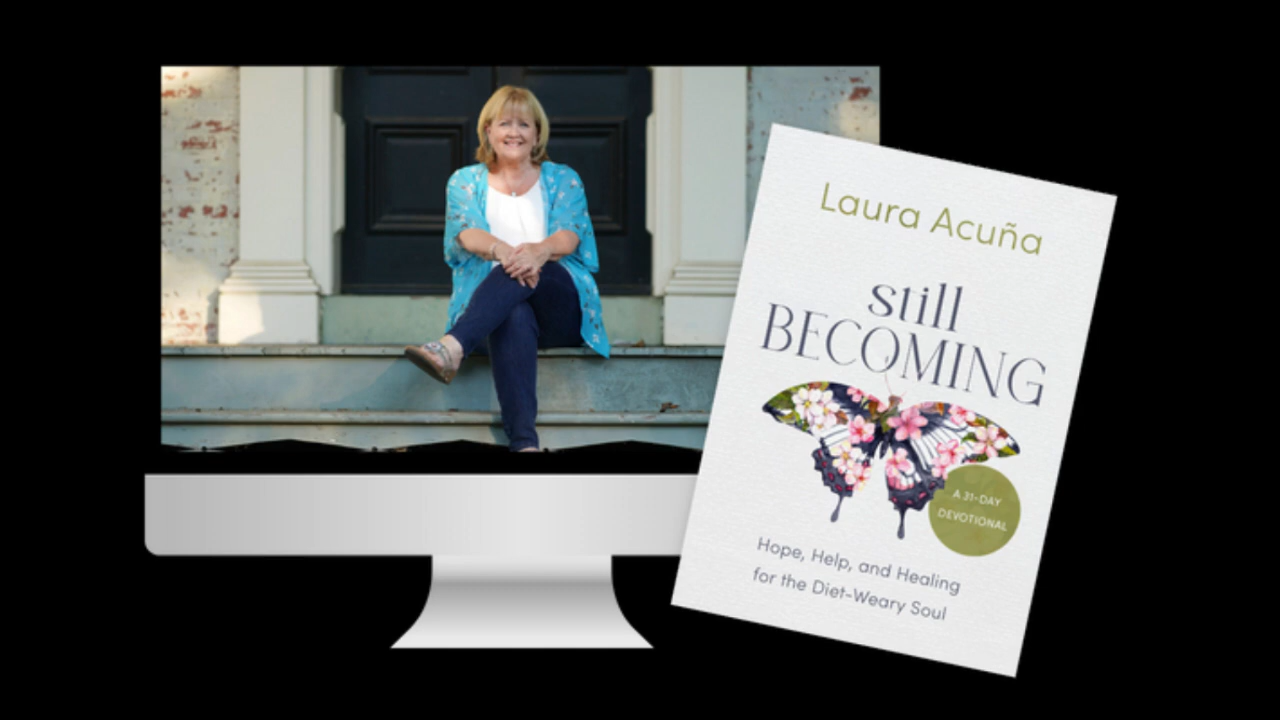 Laura Acuña
still
BECOMING
A 31-DAY
DEVOTIONAL
Hope, Help, and Healing
for the Diet-Weary Soul